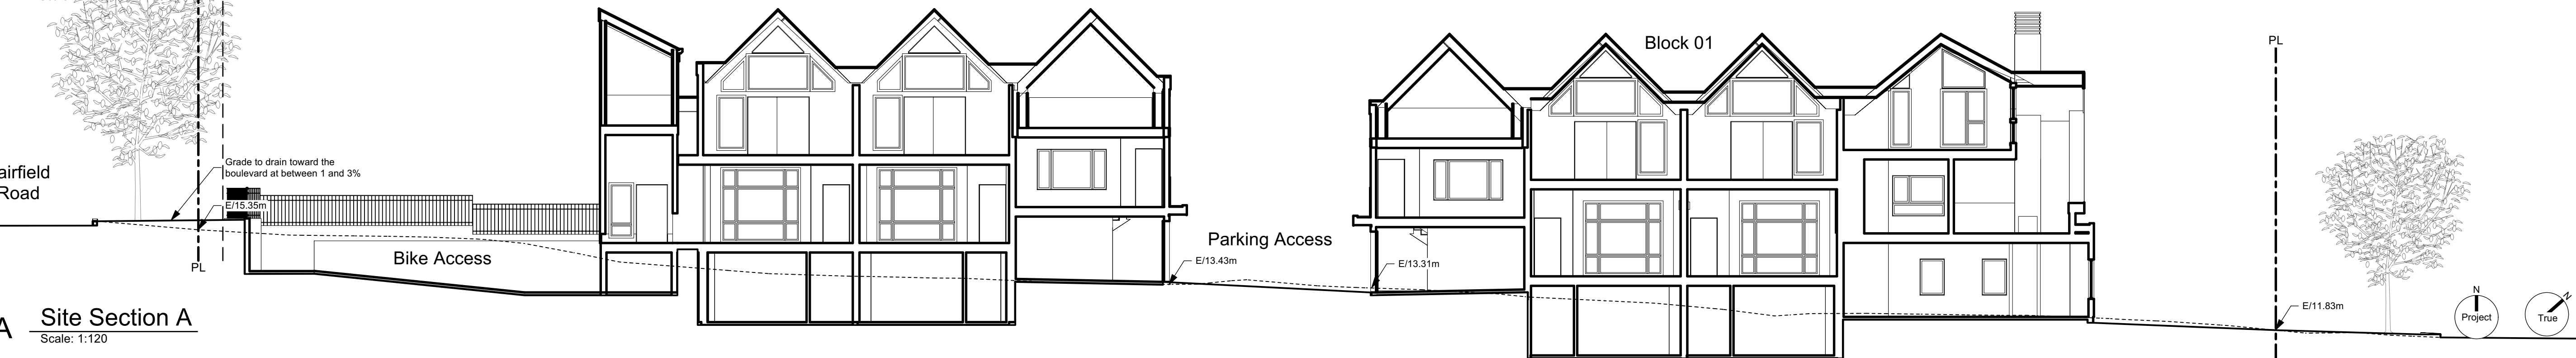 Block 01
PL
Grade to drain toward the
boulevard at between 1 and 3%
airfield
Road
E/15.35m
PL
Bike Access
Parking Access
E/13.43m
E/13.31m
E/11.83m
N
Project
N
True
A
Site Section A
Scale: 1:120